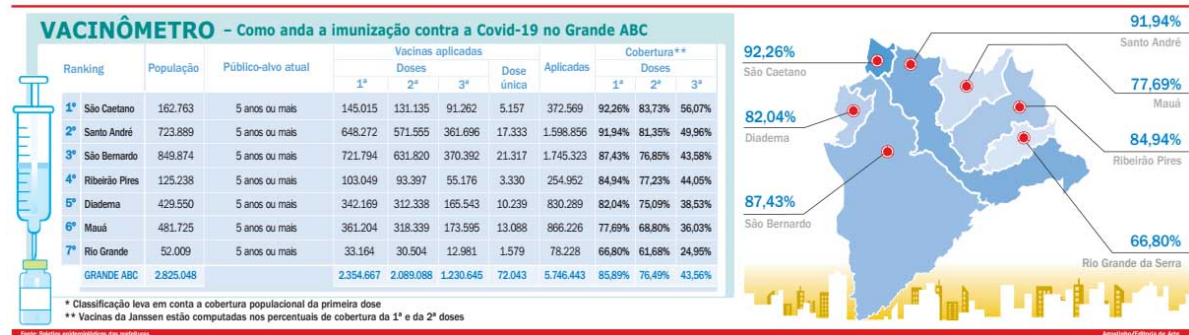 VACINÔMETRO – Como anda a imunização contra a Covid-19 no Grande ABC
Ranking População Público-alvo atual Vacinas aplicadas Aplicadas Cobertura**
Doses Dose única Doses
1ª 2ª 3ª 1ª 2ª 3ª
1º São Caetano 162.763 5 anos ou mais 145.015 131.135 91.262 5.157 372.569 92,26% 83,73% 56,07%
2º Santo André 723.889 5 anos ou mais 648.272 571.555 361.696 17.333 1.598.856 91,94% 81,35% 49,96%
3º São Bernardo 849.874 5 anos ou mais 721.794 631.820 370.392 21.317 1.745.323 87,43% 76,85% 43,58%
4º Ribeirão Pires 125.238 5 anos ou mais 103.049 93.397 55.176 3.330 254.952 84,94% 77,23% 44,05%
5º Diadema 429.550 5 anos ou mais 342.169 312.338 165.543 10.239 830.289 82,04% 75,09% 38,53%
6º Mauá 481.725 5 anos ou mais 361.204 318.339 173.595 13.088 866.226 77,69% 68,80% 36,03%
7º Rio Grande 52.009 5 anos ou mais 33.164 30.504 12.981 1.579 78.228 66,80% 61,68% 24,95%
GRANDE ABC 2.825.048 2.354.667 2.089.088 1.230.645 72.043 5.746.443 85,89% 76,49% 43,56%
* Classificação leva em conta a cobertura populacional da primeira dose
** Vacinas da Janssen estão computadas nos percentuais de cobertura da 1ª e da 2ª doses
Fonte: Boletins epidemiológicos das prefeituras
92,26%
São Caetano
82,04%
Diadema
87,43%
São Bernardo
91,94%
Santo André
77,69%
Mauá
84,94%
Ribeirão Pires
66,80%
Rio Grande da Serra
Agostinho/Editoria de Arte